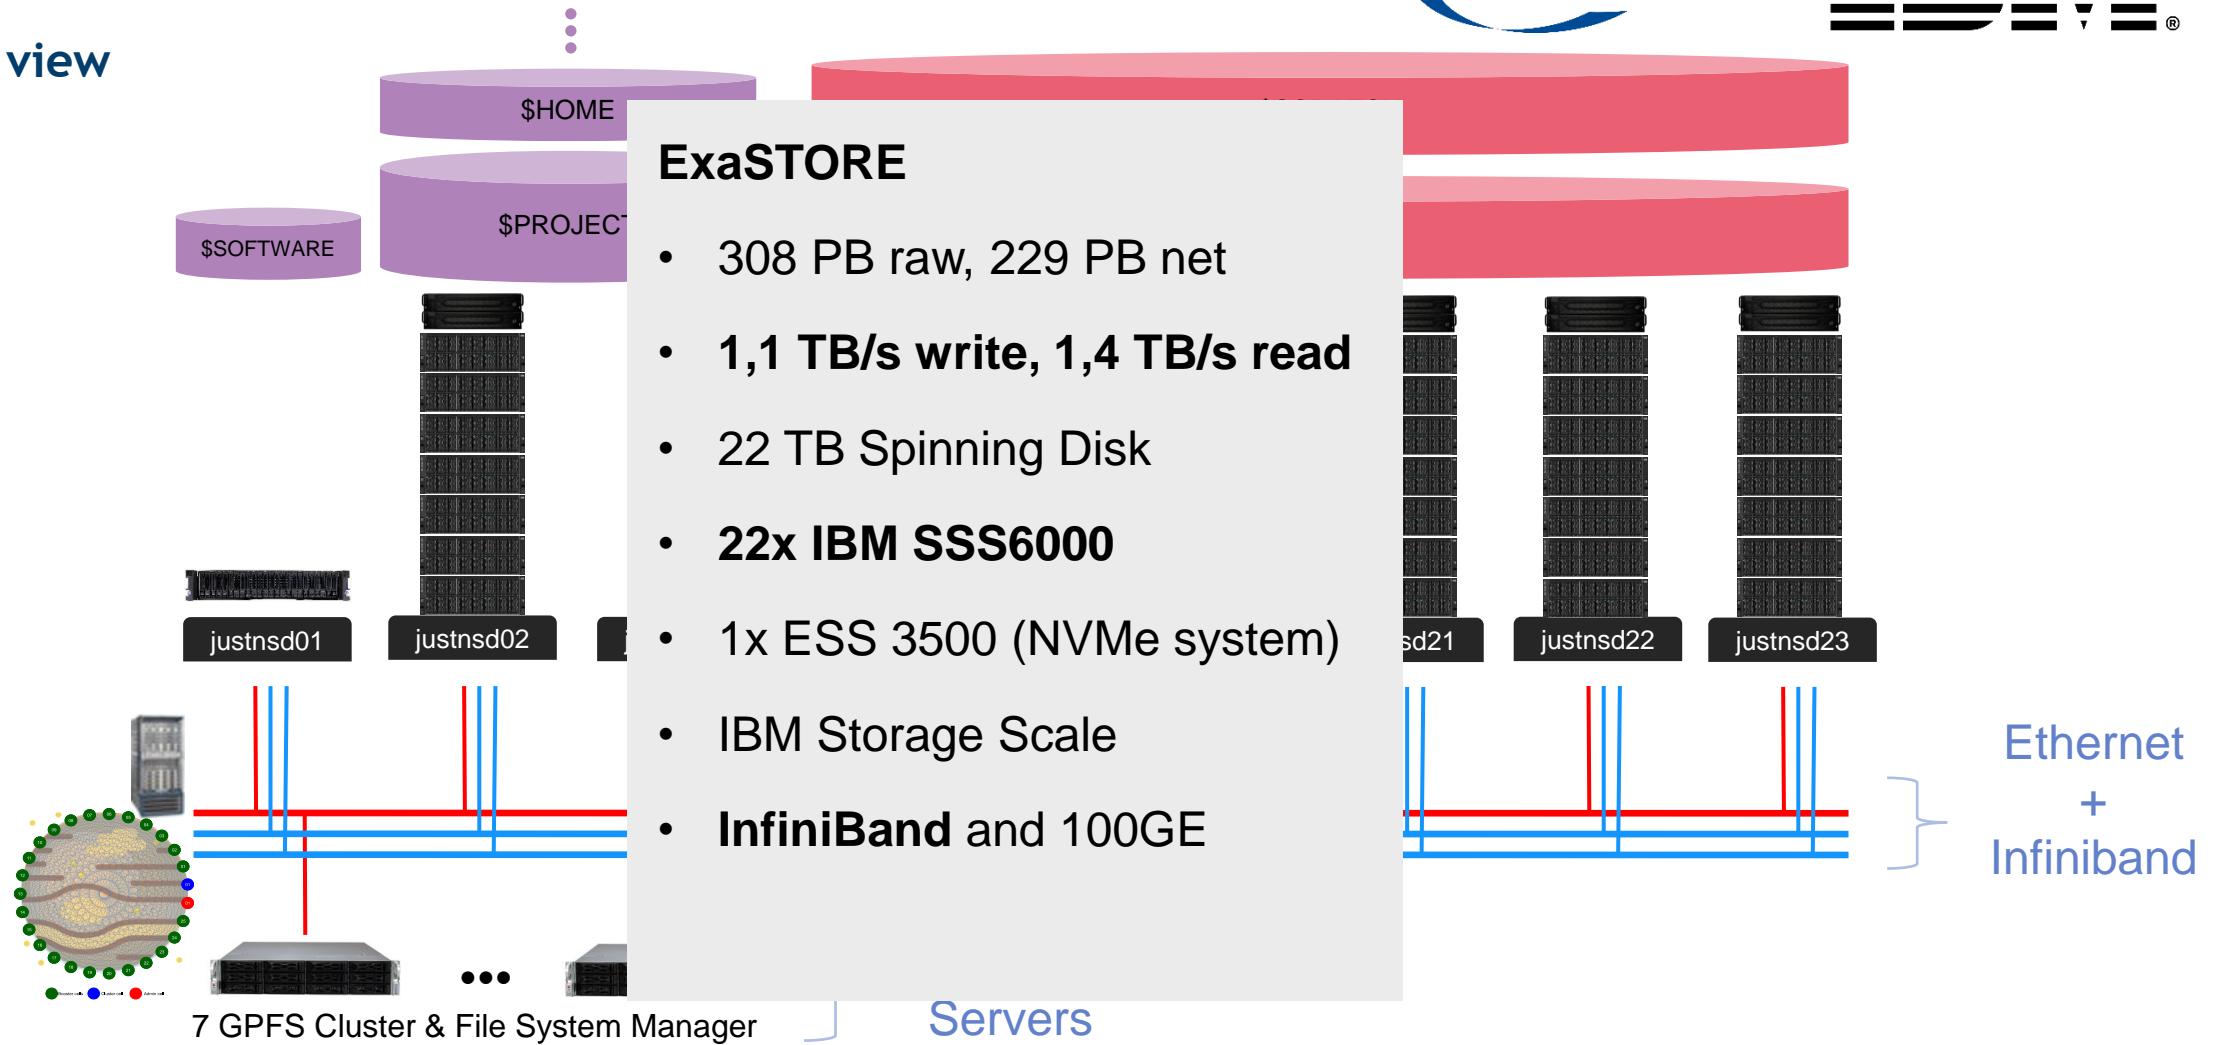 view
$HOME
$PROJECT
$SOFTWARE
ExaSTORE
• 308 PB raw, 229 PB net
• 1,1 TB/s write, 1,4 TB/s read
• 22 TB Spinning Disk
• 22x IBM SSS6000
• 1x ESS 3500 (NVMe system)
• IBM Storage Scale
• InfiniBand and 100GE
justnsd01
justnsd02
sd21
justnsd22
justnsd23
Ethernet
+
Infiniband
7 GPFS Cluster & File System Manager
Servers